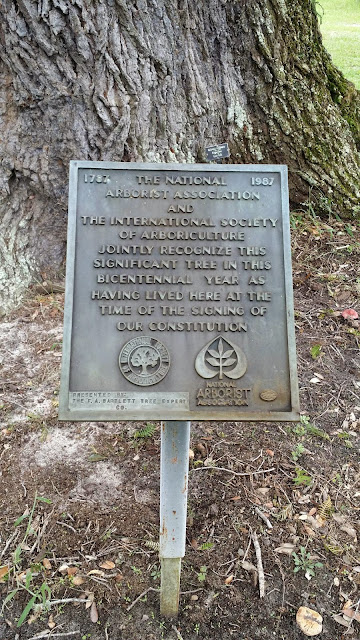 1787 THE NATIONAL 1987
ARBORIST ASSOCIATION
AND
THE INTERNATIONAL SOCIETY
OF ARBORICULTURE
JOINTLY RECOGNIZE THIS
SIGNIFICANT TREE IN THIS
BICENTENNIAL YEAR AS
HAVING LIVED HERE AT THE
TIME OF THE SIGNING OF
OUR CONSTITUTION
NATIONAL
ARBORIST
ASSOCIATION
PRESENTED BY:
THE F.A. BARTLETT TREE EXPERT
CO.